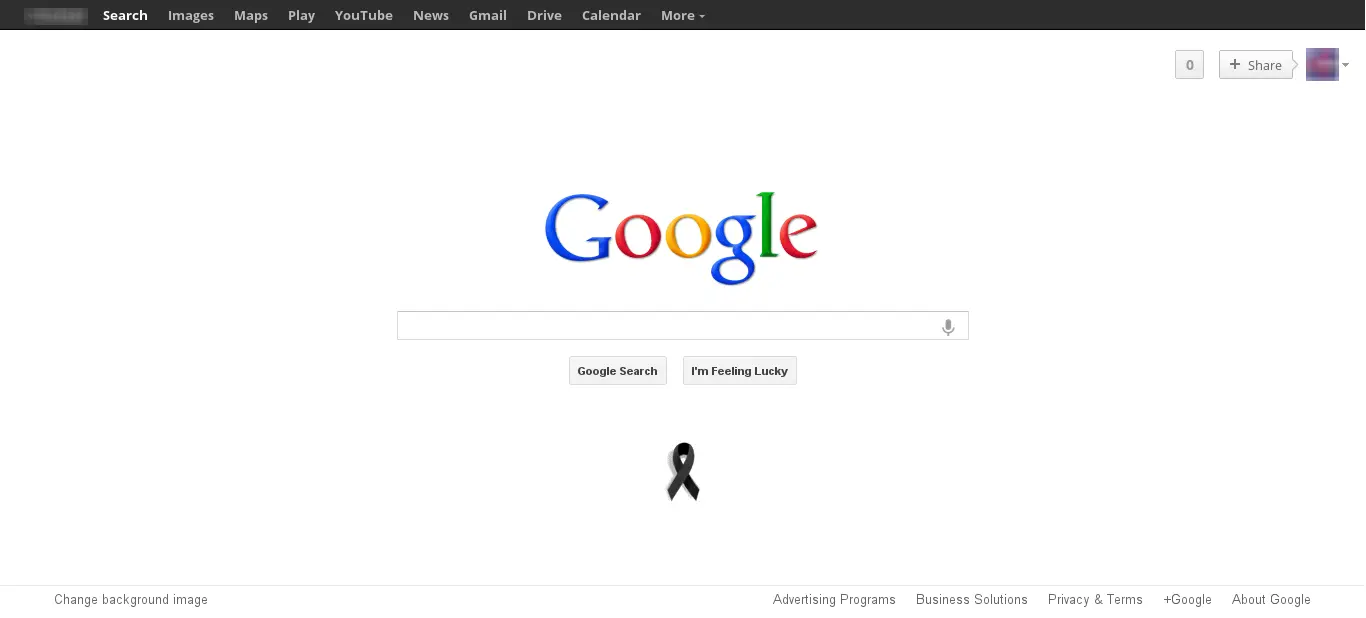 Search Images Maps Play YouTube News Gmail Drive Calendar More
0 + Share
Google
Google Search I'm Feeling Lucky
Change background image Advertising Programs Business Solutions Privacy & Terms +Google About Google